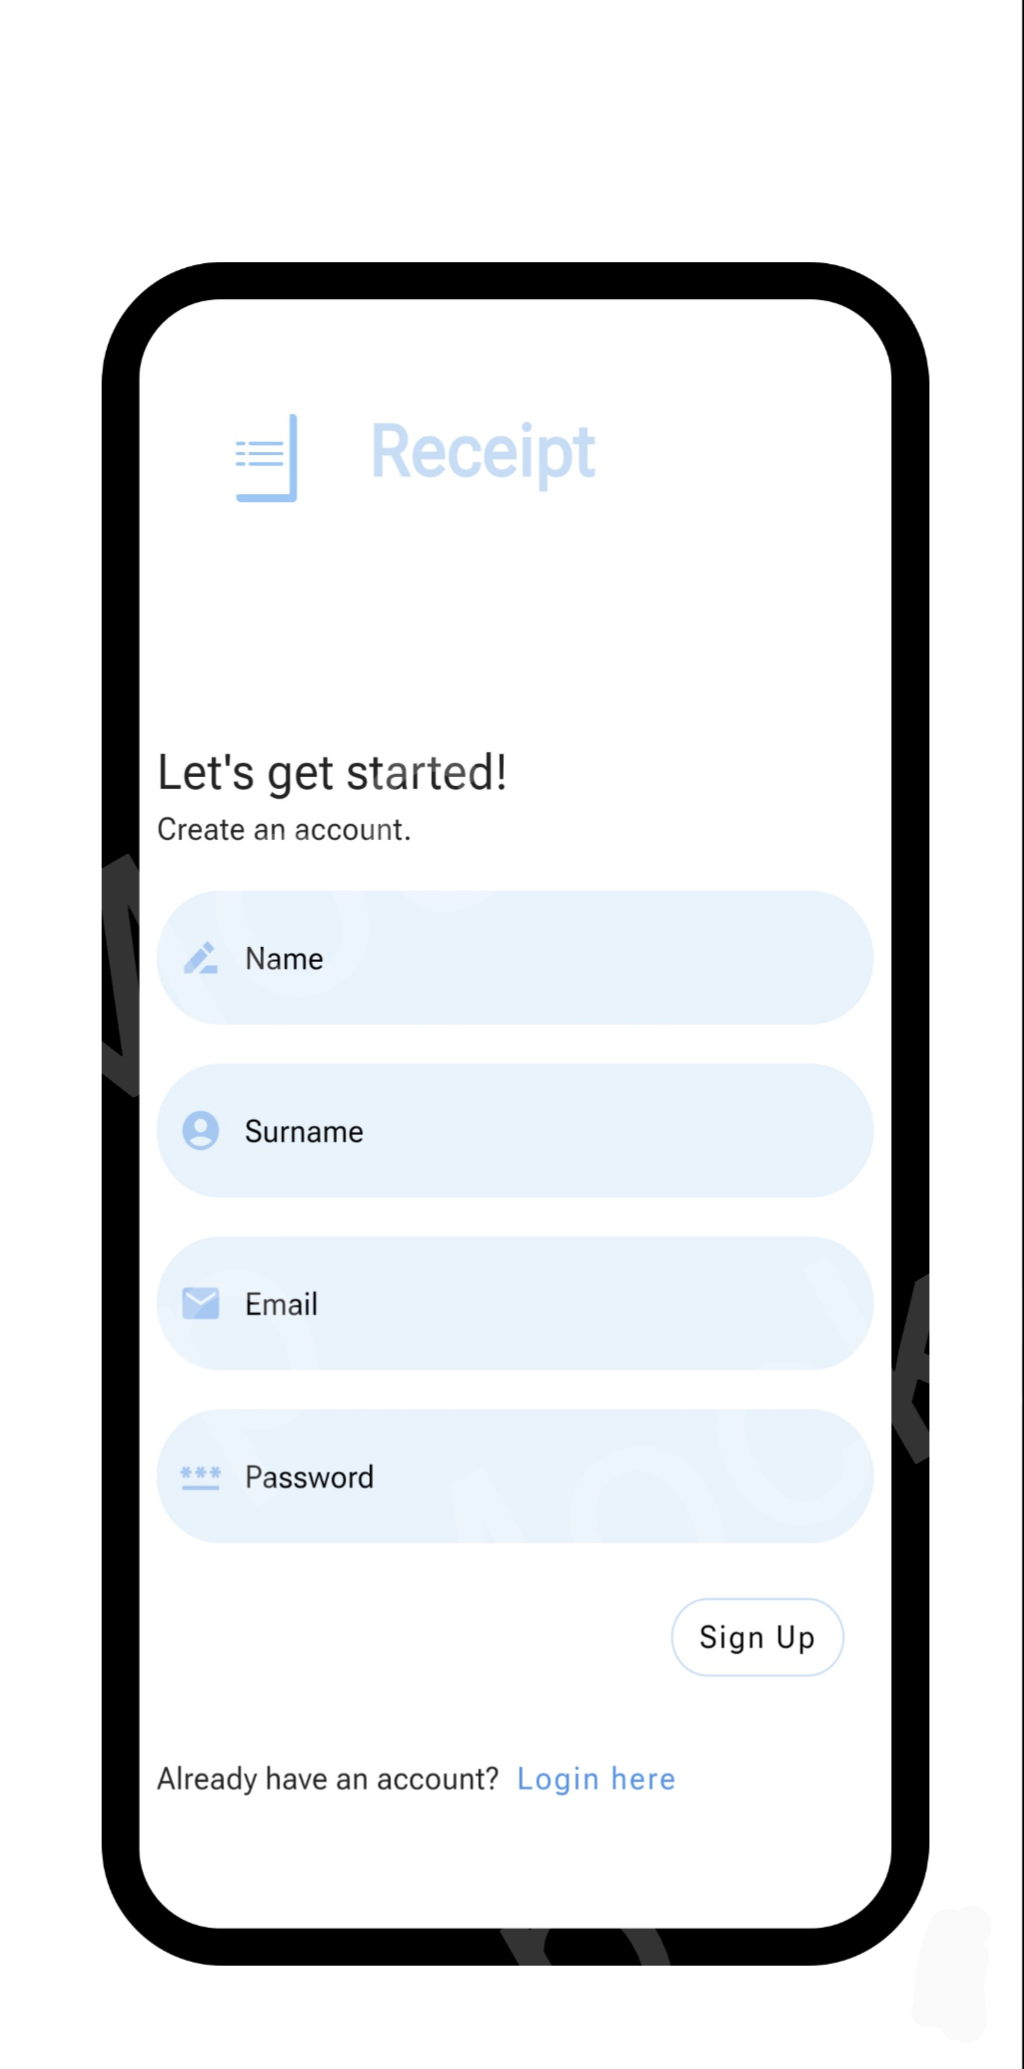 Receipt
Let's get started!
Create an account.
Name
Surname
Email
*** Password
Sign Up
Already have an account? Login here